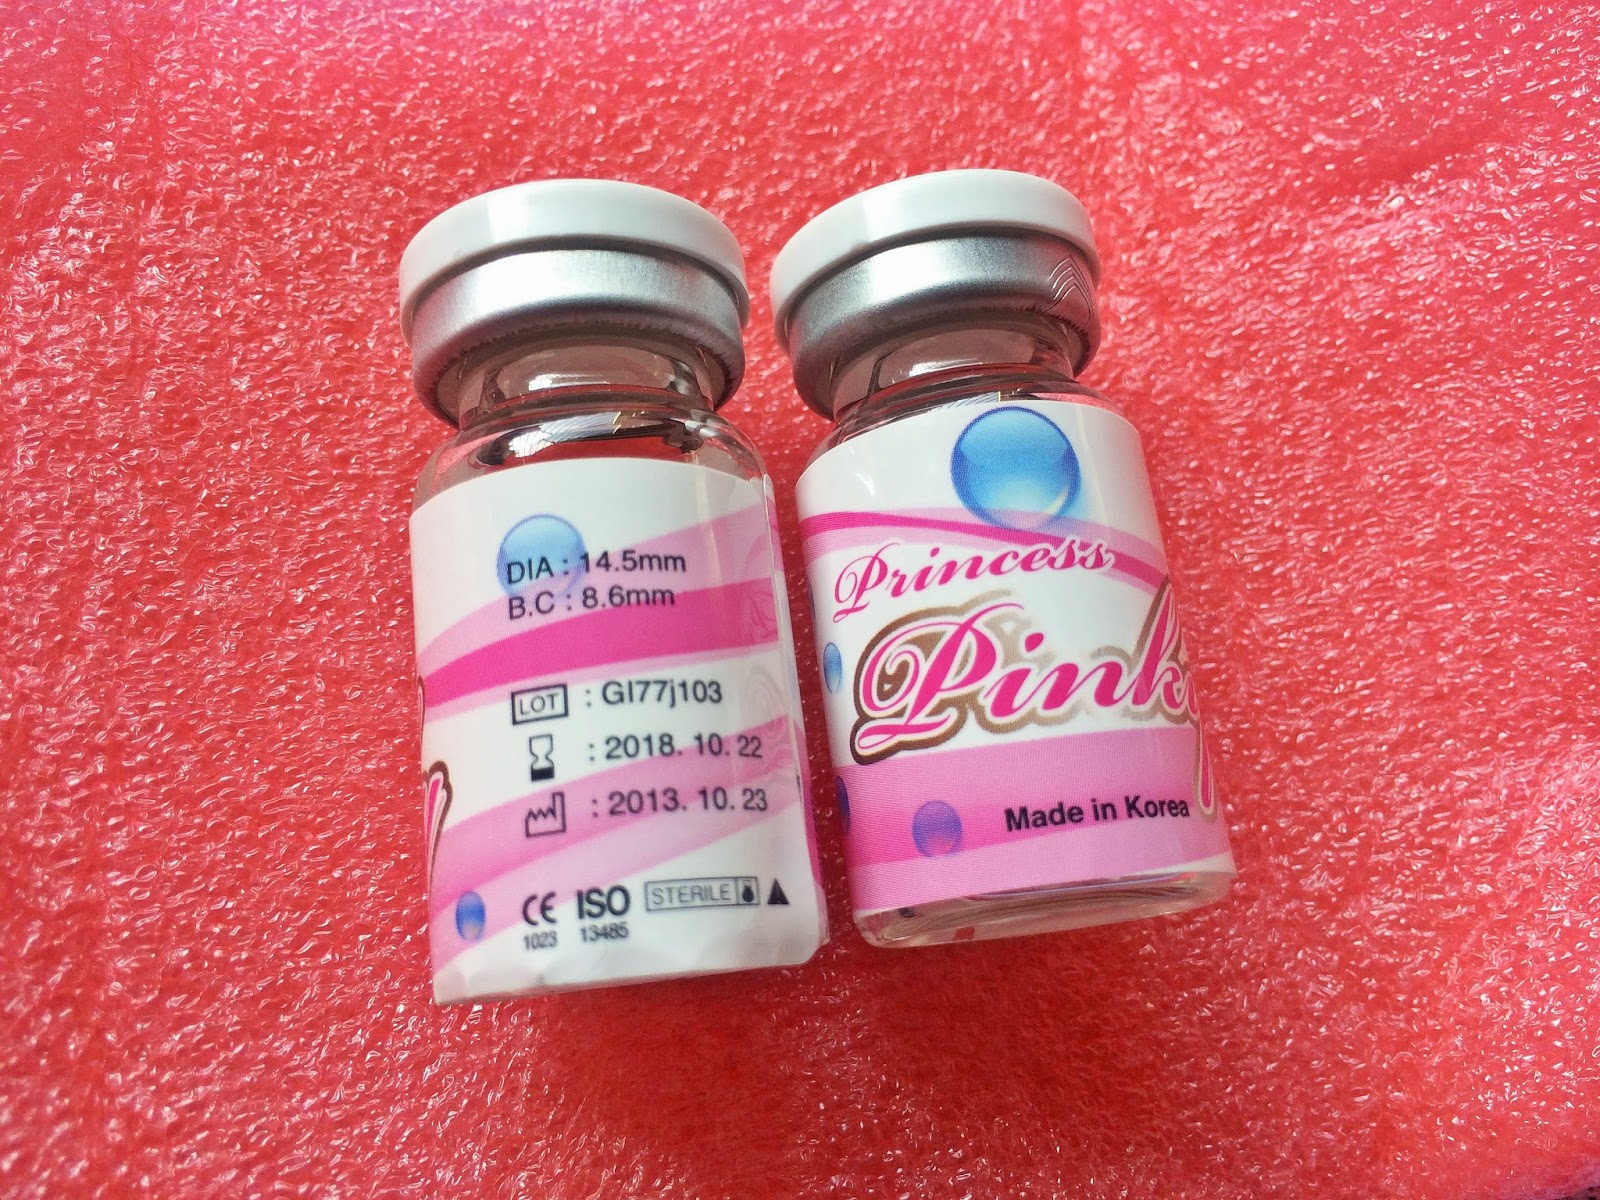 DIA : 14.5mm
B.C : 8.6mm
LOT : GI77j103
: 2018. 10. 22
: 2013. 10. 23
CE ISO STERILE
1023 13485
Princess
Pinky
Made in Korea